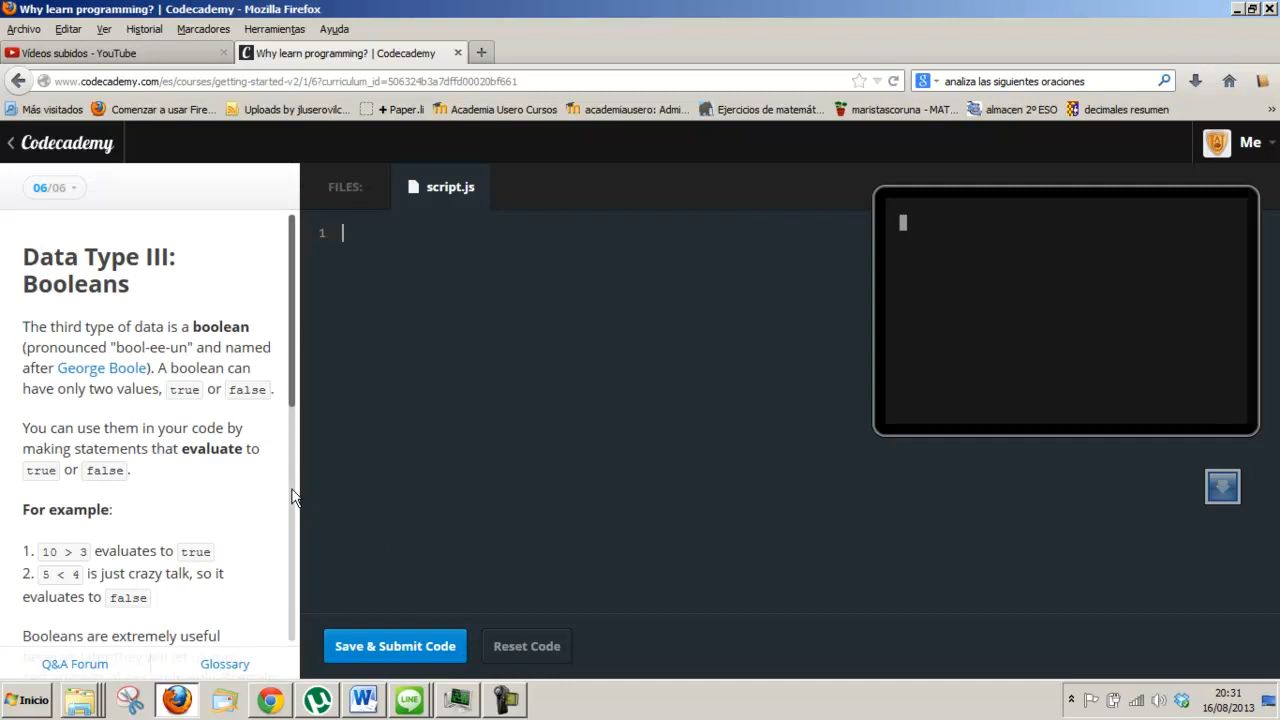 Why learn programming? | Codecademy - Mozilla Firefox
Archivo Editar Ver Historial Marcadores Herramientas Ayuda
Vídeos subidos - YouTube
Why learn programming? | Codecademy
www.codecademy.com/es/courses/getting-started-v2/1/6?curriculum_id=506324b3a7dffd00020bf661
analiza las siguientes oraciones
Más visitados Comenzar a usar Fire... Uploads by jluserovilc... + Paper.li Academia Usero Cursos academiausero: Admi... Ejercicios de matemát... maristascoruna - MAT... almacen 2º ESO decimales resumen
Codecademy
Me
06/06
FILES:
script.js
1
Data Type III:
Booleans
The third type of data is a boolean
(pronounced "bool-ee-un" and named
after George Boole). A boolean can
have only two values, true or false.
You can use them in your code by
making statements that evaluate to
true or false.
For example:
1. 10 > 3 evaluates to true
2. 5 < 4 is just crazy talk, so it
evaluates to false
Booleans are extremely useful
Q&A Forum
Glossary
Save & Submit Code
Reset Code
Inicio
20:31
16/08/2013